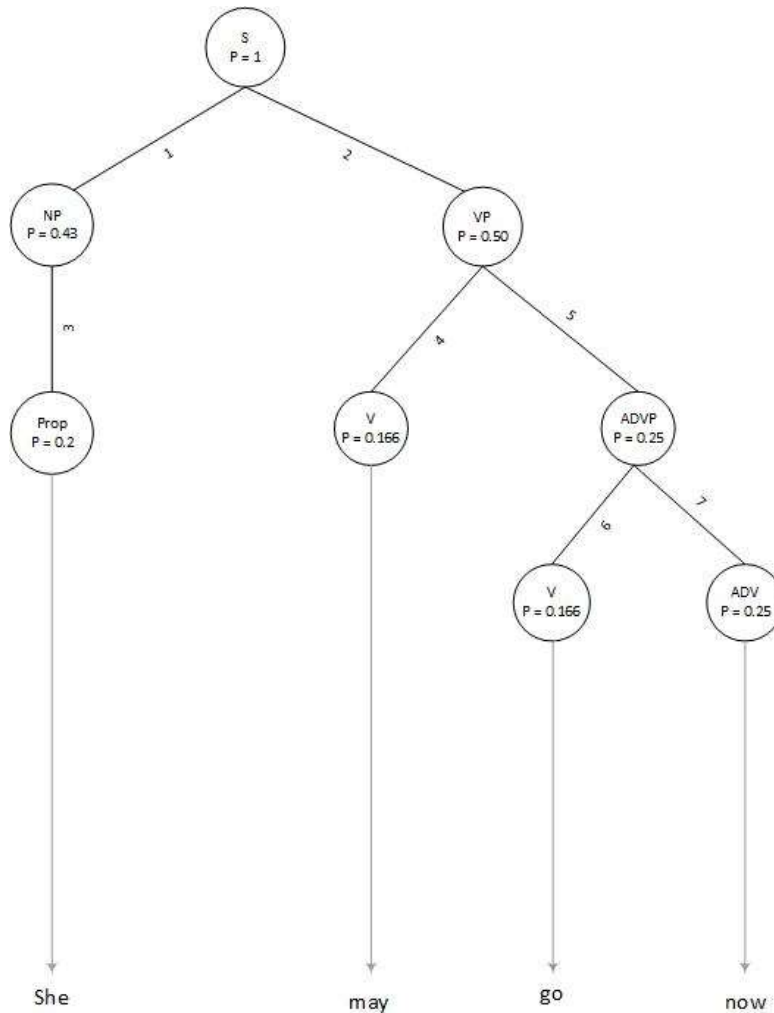 S
P = 1
1
2
NP
P = 0.43
VP
P = 0.50
3
4
5
Prop
P = 0.2
V
P = 0.166
ADVP
P = 0.25
6
7
V
P = 0.166
ADV
P = 0.25
She
may
go
now